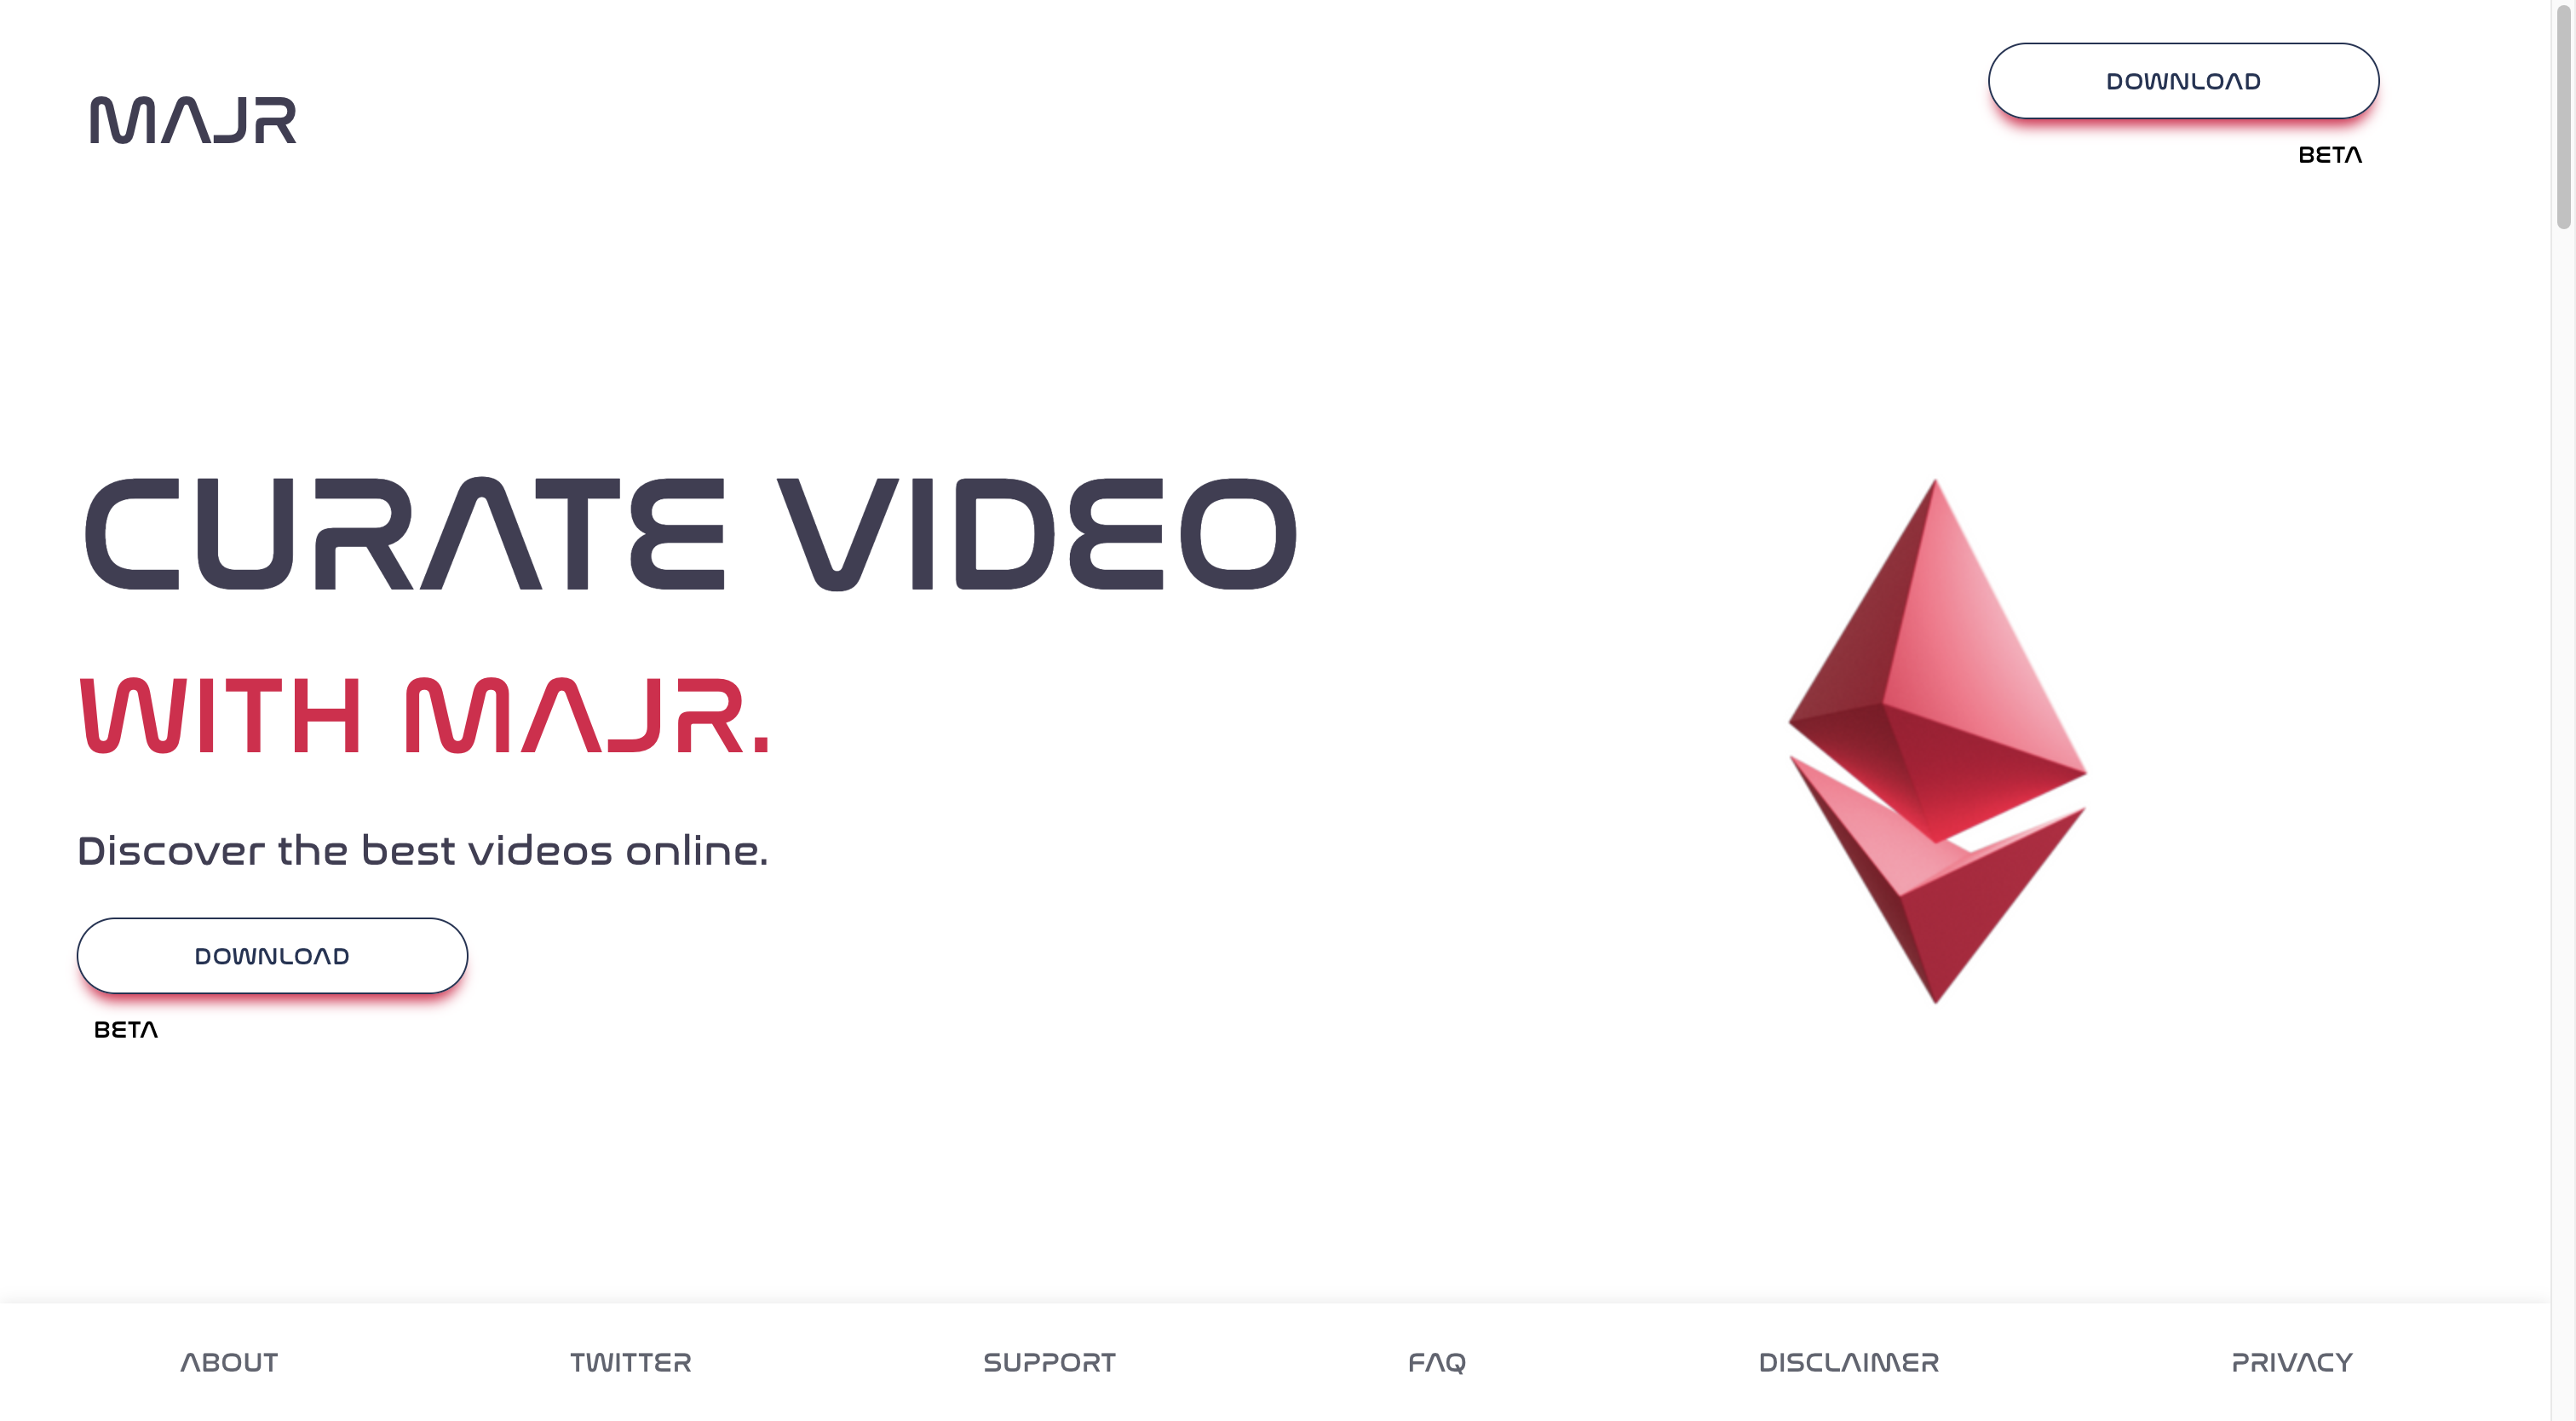 MAJR
DOWNLOAD
BETA
CURATE VIDEO
WITH MAJR.
Discover the best videos online.
DOWNLOAD
BETA
ABOUT TWITTER SUPPORT FAQ DISCLAIMER PRIVACY